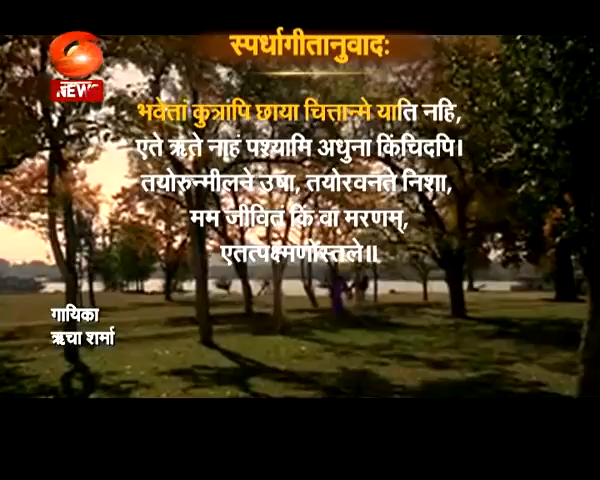 स्पर्धागीतानुवादः
NEWS
भवेतां कुत्रापि छाया चित्तान्मे याति नहि,
एते ऋते नाहं पश्यामि अधुना किंचिदपि।
तयोरुन्मीलने उषा, तयोरवनते निशा,
मम जीवितं किं वा मरणम्,
एतत्पक्ष्मणोस्तले॥
गायिका
ऋचा शर्मा